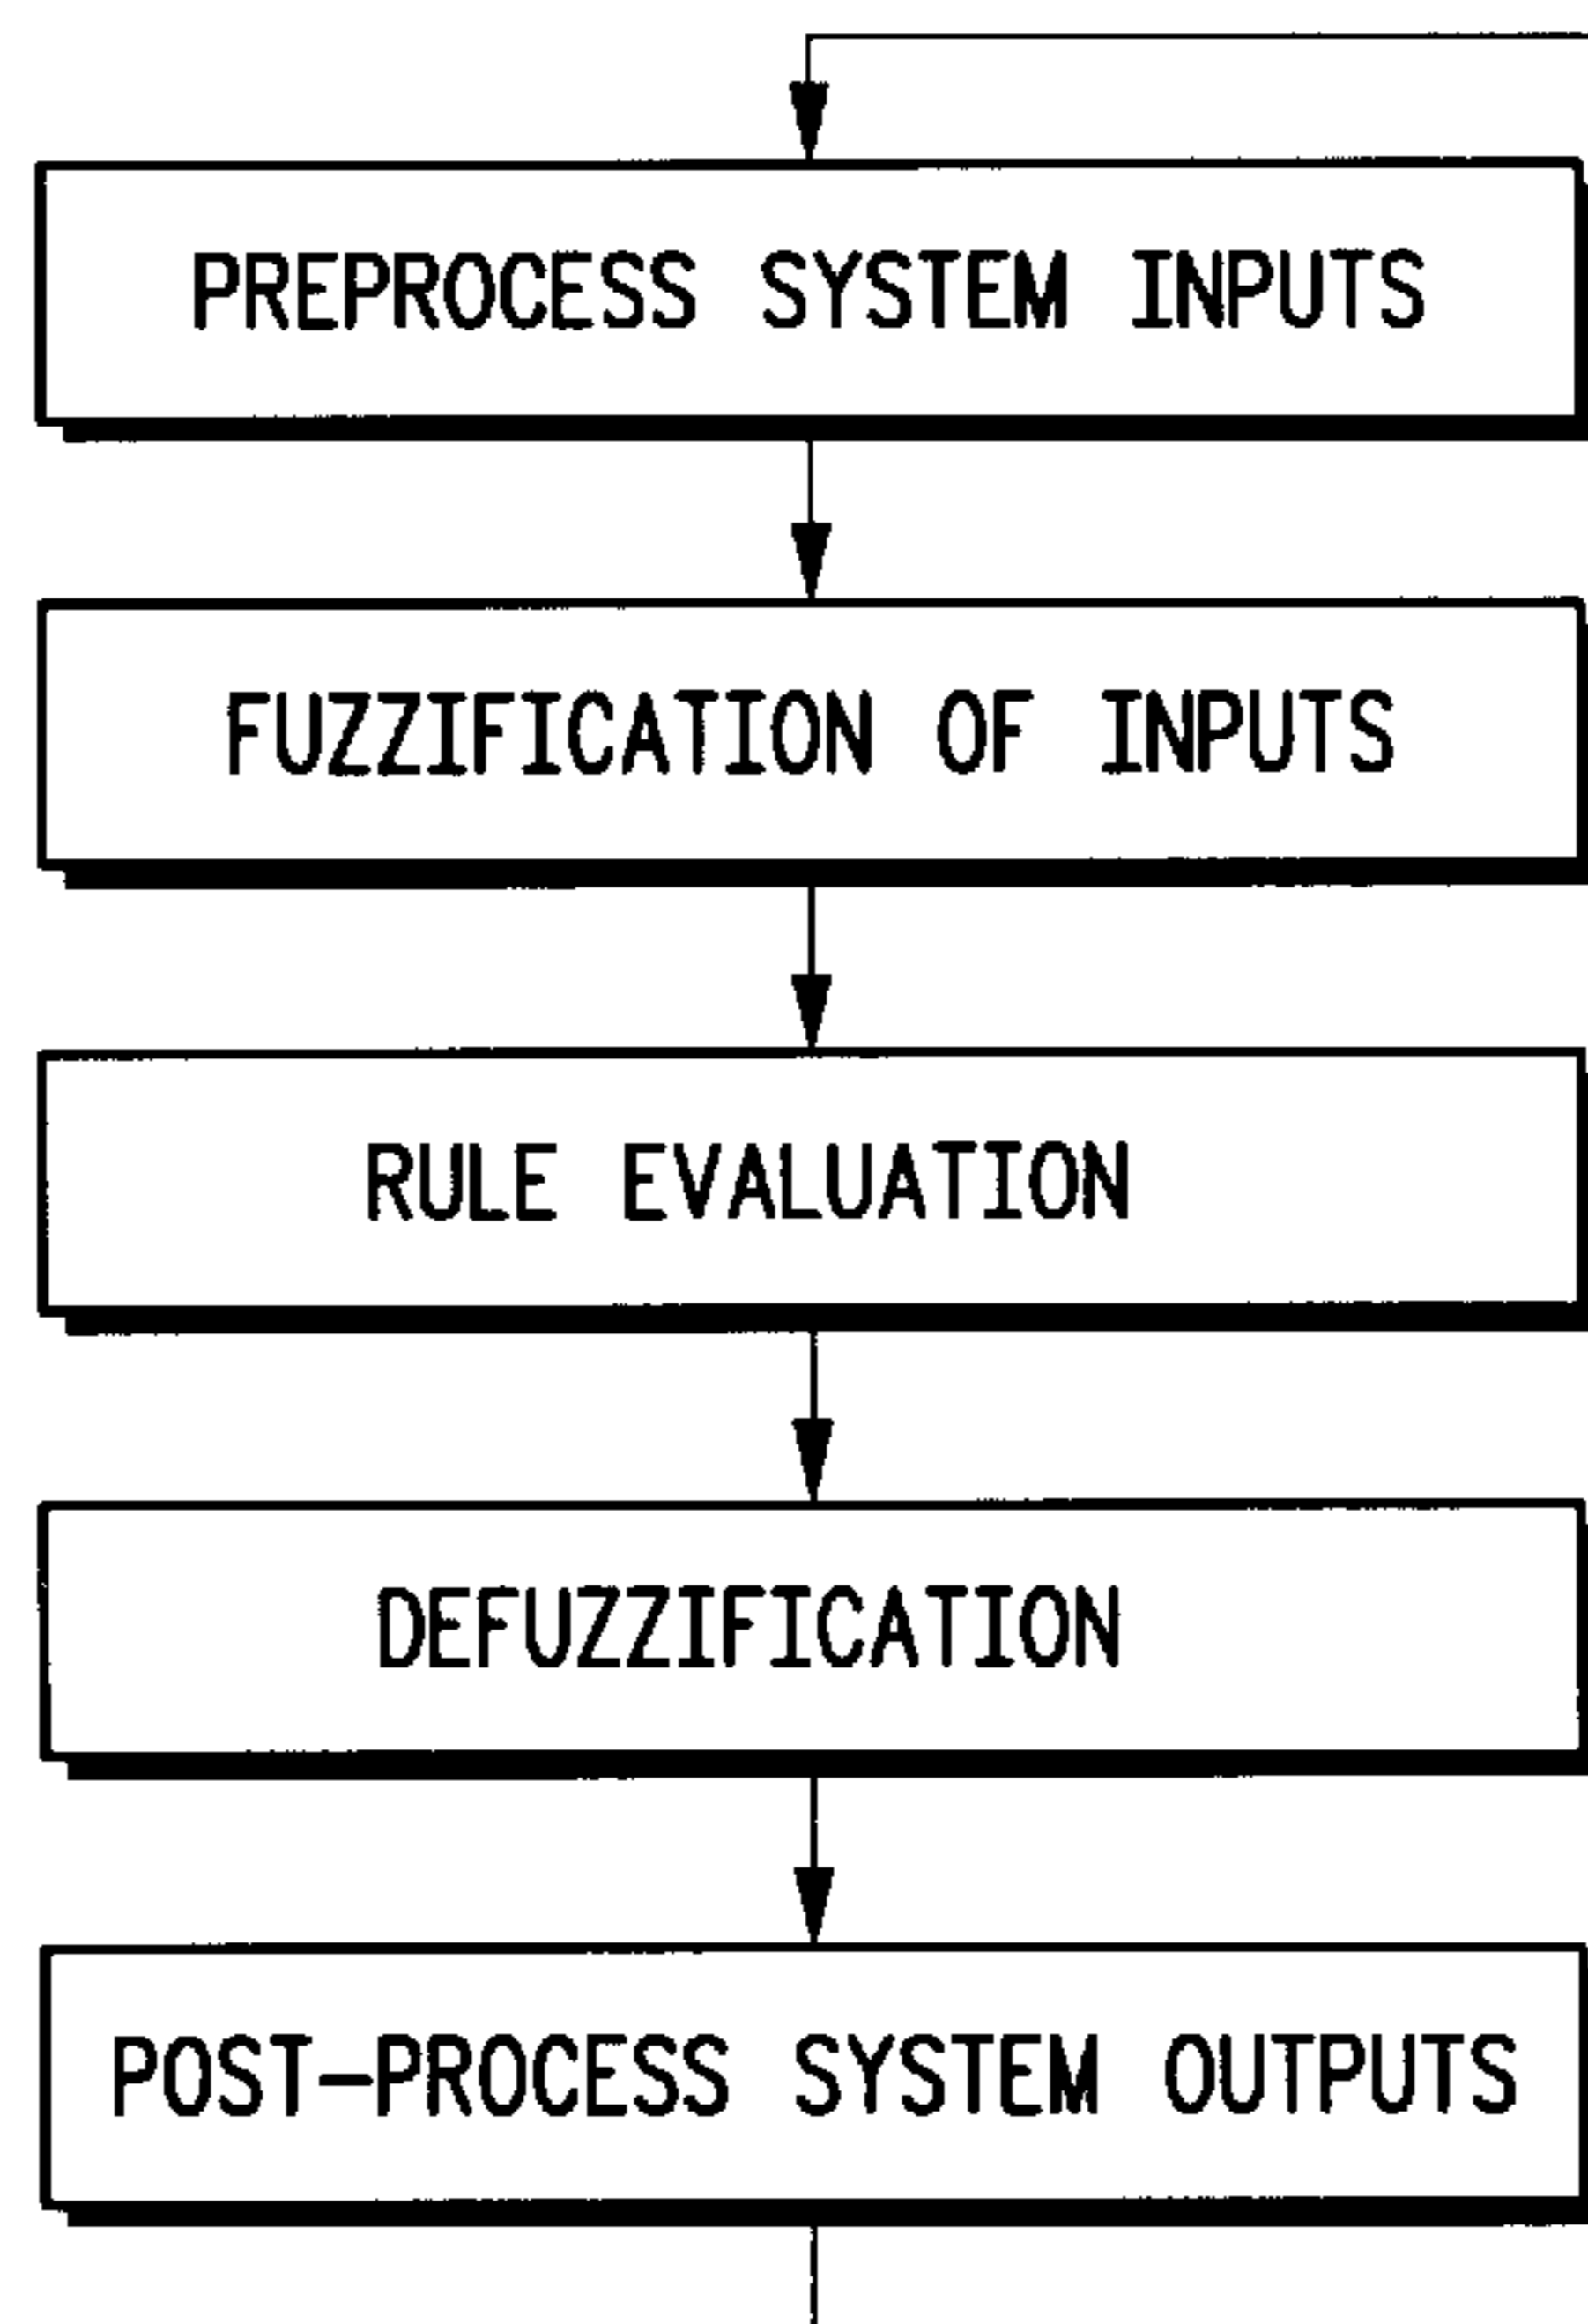 PREPROCESS SYSTEM INPUTS
FUZZIFICATION OF INPUTS
RULE EVALUATION
DEFUZZIFICATION
POST-PROCESS SYSTEM OUTPUTS